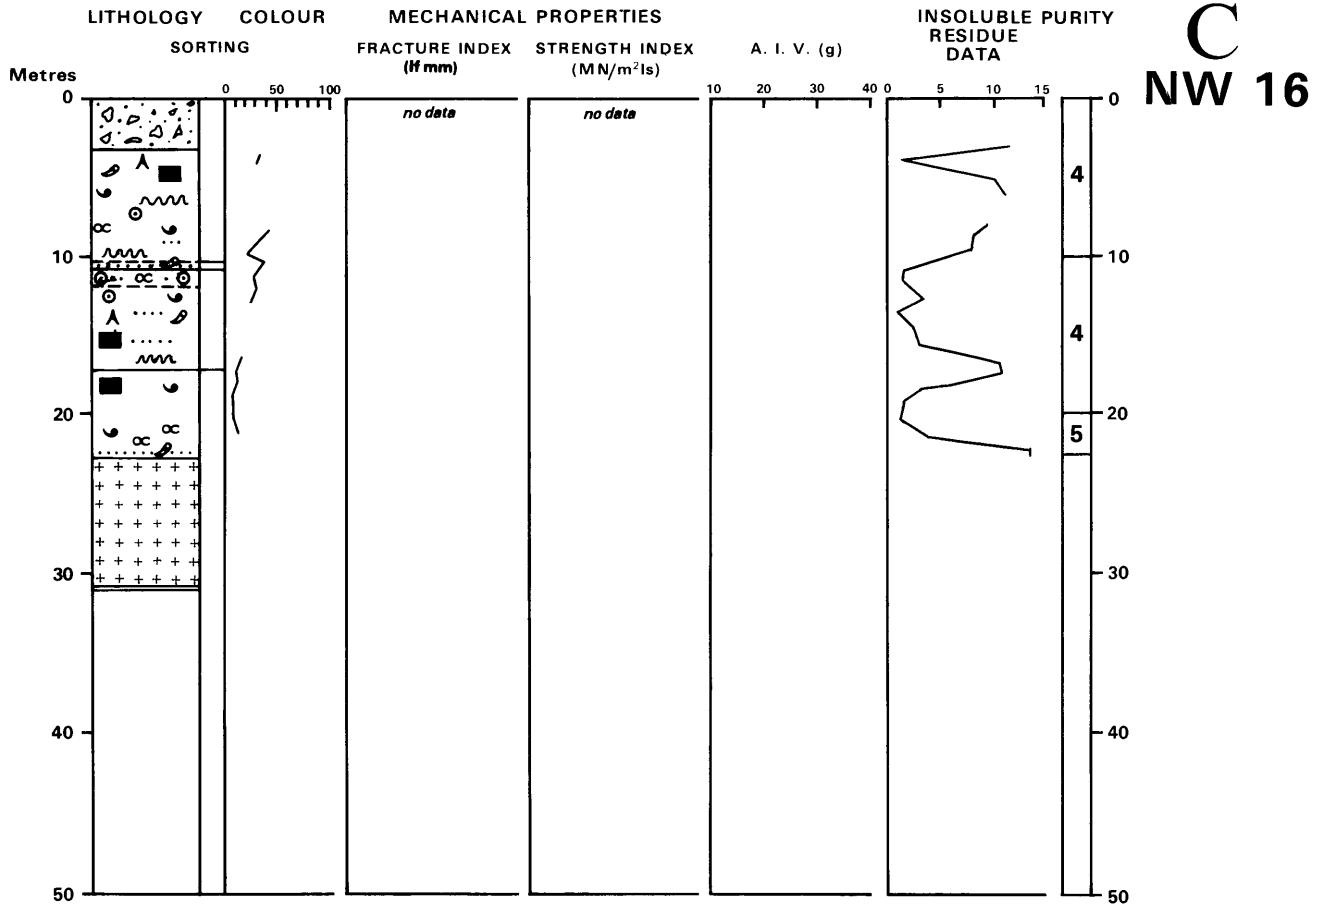 LITHOLOGY COLOUR MECHANICAL PROPERTIES INSOLUBLE PURITY
RESIDUE
DATA
SORTING FRACTURE INDEX STRENGTH INDEX A. I. V. (g)
(If mm) (MN/m²Is)
C
NW 16
Metres
0 50 100 10 20 30 40 0 5 10 15
0 0
no data no data
4
10 10
4
20 20
5
30 30
40 40
50 50